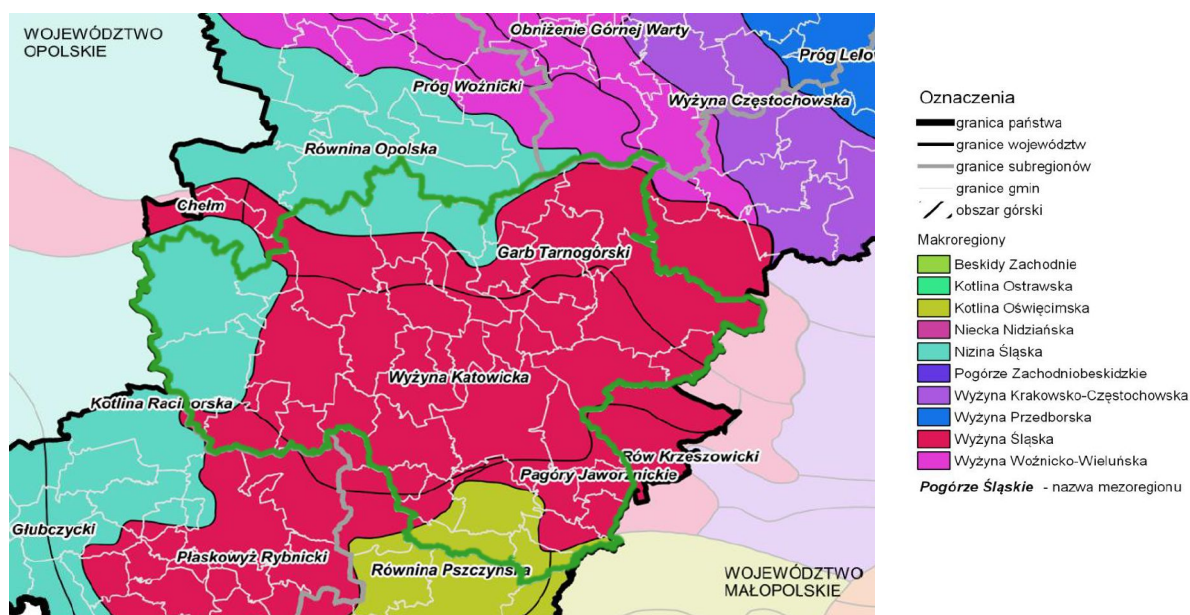 WOJEWÓDZTWO
OPOLSKIE
Obniżenie Górnej Warty
Próg Woźnicki
Wyżyna Częstochowska
Równina Opolska
Chełm
Garb Tarnogórski
Wyżyna Katowicka
Kotlina Raciborska
Rów Krzeszowicki
Pagóry Jaworznickie
Głubczycki
Płaskowyż Rybnicki
Równina Pszczyńska
WOJEWÓDZTWO
MAŁOPOLSKIE
Oznaczenia
granica państwa
granice województw
granice subregionów
granice gmin
obszar górski
Makroregiony
Beskidy Zachodnie
Kotlina Ostrawska
Kotlina Oświęcimska
Niecka Nidziańska
Nizina Śląska
Pogórze Zachodniobeskidzkie
Wyżyna Krakowsko-Częstochowska
Wyżyna Przedborska
Wyżyna Śląska
Wyżyna Woźnicko-Wieluńska
Pogórze Śląskie - nazwa mezoregionu